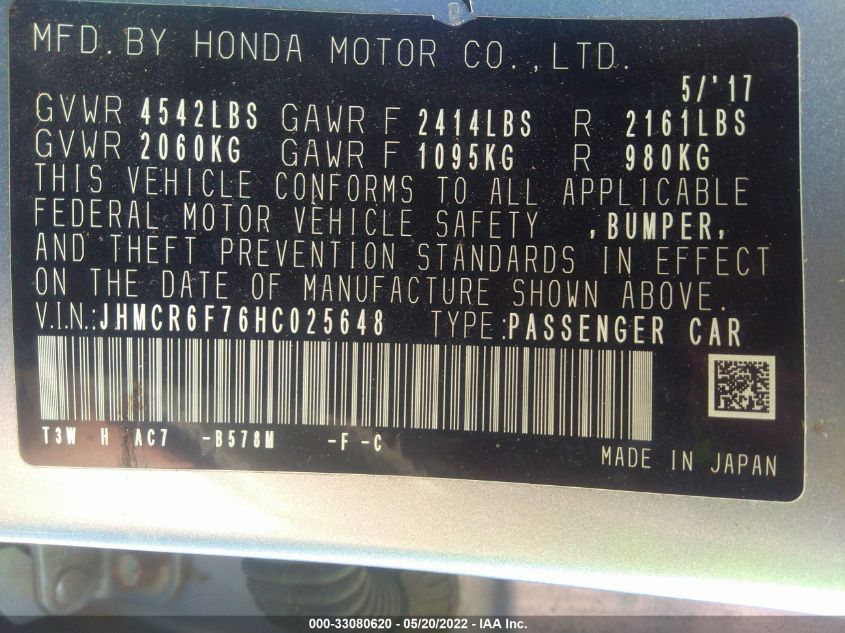 MFD. BY HONDA MOTOR CO.,LTD.
5/'17
GVWR 4542LBS GAWR F 2414LBS R 2161LBS
GVWR 2060KG GAWR F 1095KG R 980KG
THIS VEHICLE CONFORMS TO ALL APPLICABLE
FEDERAL MOTOR VEHICLE SAFETY ,BUMPER,
AND THEFT PREVENTION STANDARDS IN EFFECT
ON THE DATE OF MANUFACTURE SHOWN ABOVE.
V.I.N.:JHMCR6F76HC025648 TYPE:PASSENGER CAR
T3W H AC7 -B578M -F-C
MADE IN JAPAN
000-33080620 - 05/20/2022 - IAA Inc.